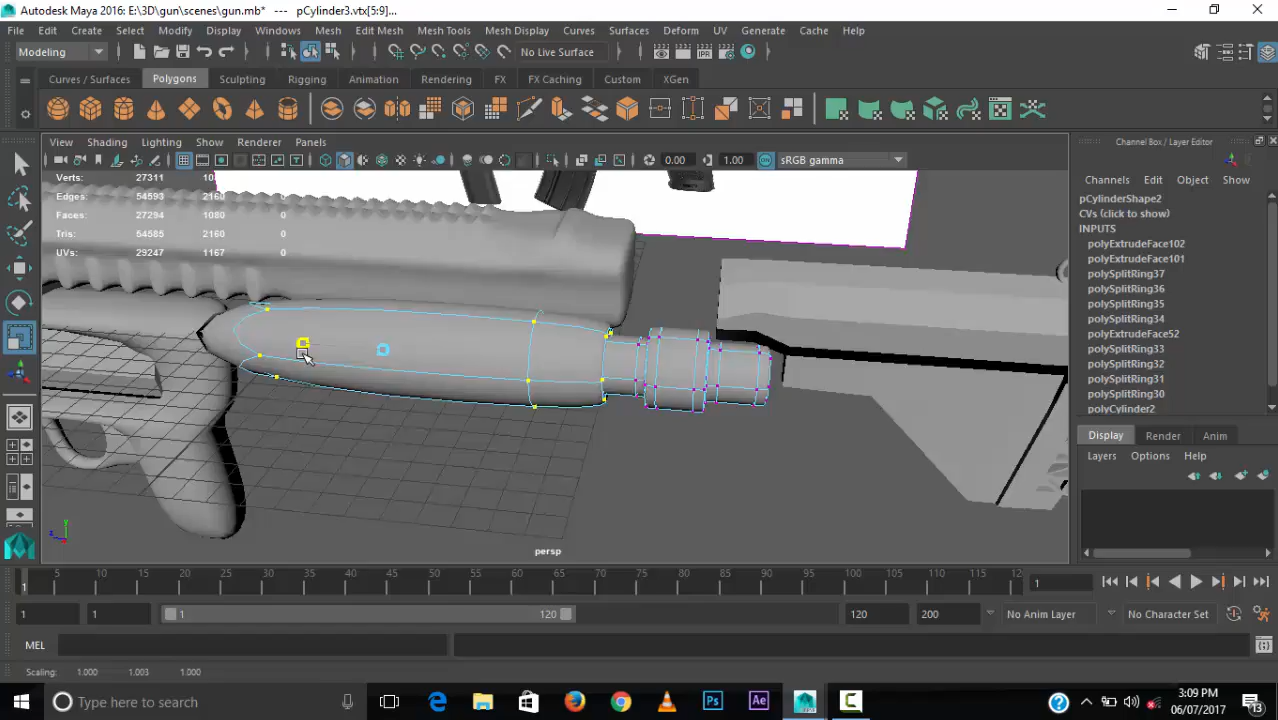 Autodesk Maya 2016: E:\3D\gun\scenes\gun.mb* --- pCylinder3.vtx[5:9]...
File Edit Create Select Modify Display Windows Mesh Edit Mesh Mesh Tools Mesh Display Curves Surfaces Deform UV Generate Cache Help
Modeling No Live Surface
Curves / Surfaces Polygons Sculpting Rigging Animation Rendering FX FX Caching Custom XGen
View Shading Lighting Show Renderer Panels
Channel Box / Layer Editor
0.00 1.00 sRGB gamma
Channels Edit Object Show
Verts: 27311 0
Edges: 54593 2160 0
Faces: 27294 1080 0
Tris: 54585 2160 0
UVs: 29247 1167 0
pCylinderShape2
CVs (click to show)
INPUTS
polyExtrudeFace102
polyExtrudeFace101
polySplitRing37
polySplitRing36
polySplitRing35
polySplitRing34
polyExtrudeFace52
polySplitRing33
polySplitRing32
polySplitRing31
polySplitRing30
polyCylinder2
Display Render Anim
Layers Options Help
persp
5 10 15 20 25 30 35 40 45 50 55 60 65 70 75 80 85 90 95 100 105 110 115 12
1 1
1 1 1 120 120 200 No Anim Layer No Character Set
MEL
Scaling: 1.000 1.003 1.000
Type here to search
3:09 PM
06/07/2017
13